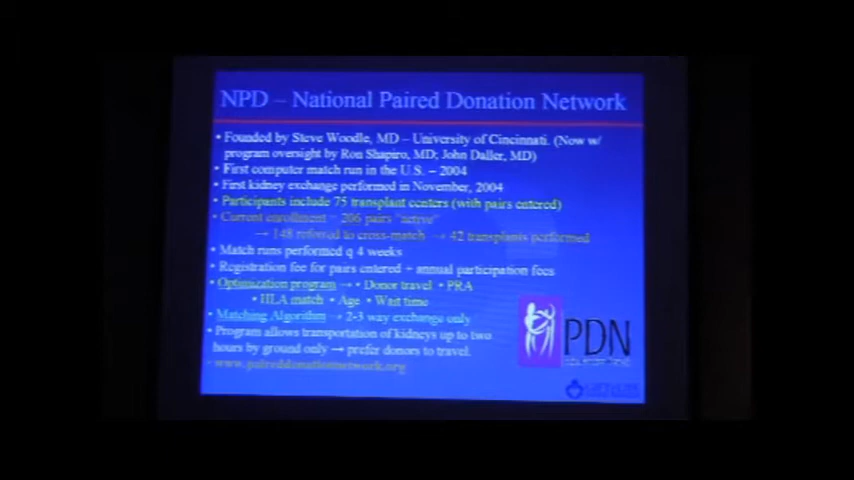 NPD – National Paired Donation Network
• Founded by Steve Woodle, MD – University of Cincinnati. (Now w/
program oversight by Ron Shapiro, MD; John Daller, MD)
• First computer match run in the U.S. – 2004
• First kidney exchange performed in November, 2004
• Participants include 75 transplant centers (with pairs entered)
• Current enrollment = 206 pairs "active"
→ 148 referred to cross-match → 42 transplants performed
• Match runs performed q 4 weeks
• Registration fee for pairs entered + annual participation fees
• Optimization program → • Donor travel • PRA
• HLA match • Age • Wait time
• Matching Algorithm → 2-3 way exchange only
• Program allows transportation of kidneys up to two
hours by ground only → prefer donors to travel.
• www.paireddonationnetwork.org
PDN